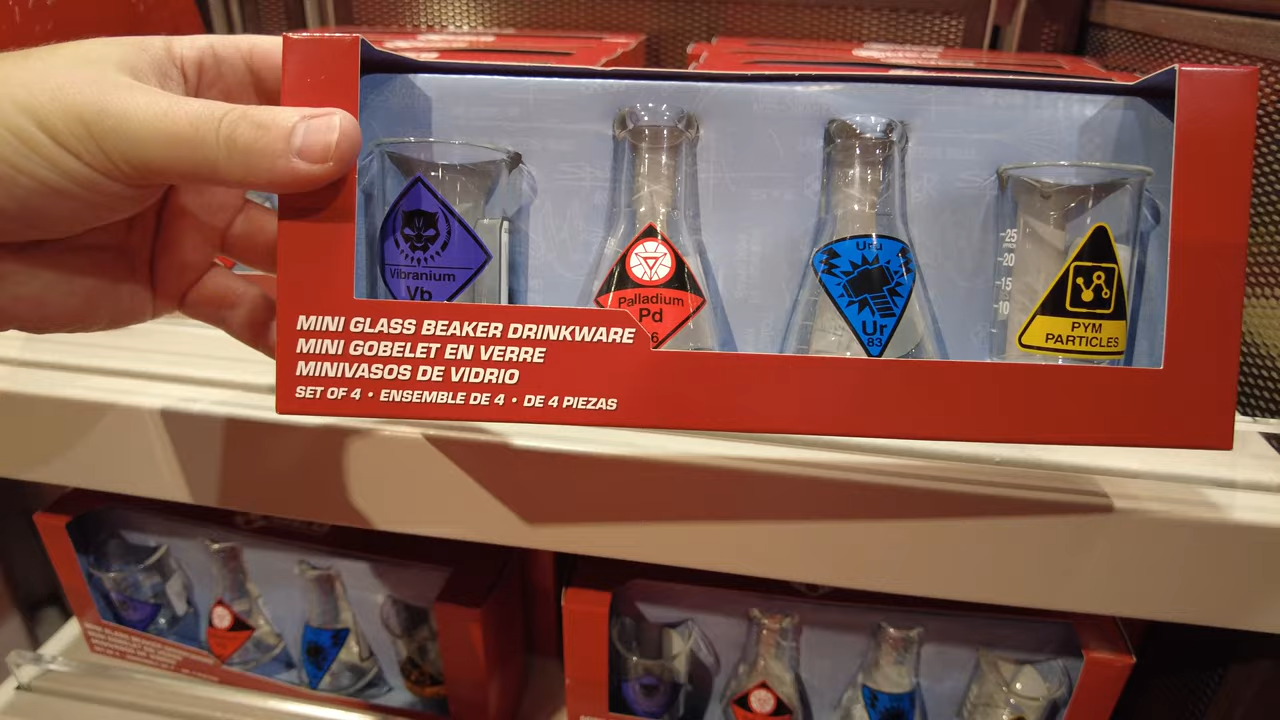 Vibranium
Vb
Palladium
Pd
6
Uru
Ur
83
-25
-20
-15
-10
PYM
PARTICLES
MINI GLASS BEAKER DRINKWARE
MINI GOBELET EN VERRE
MINIVASOS DE VIDRIO
SET OF 4 • ENSEMBLE DE 4 • DE 4 PIEZAS